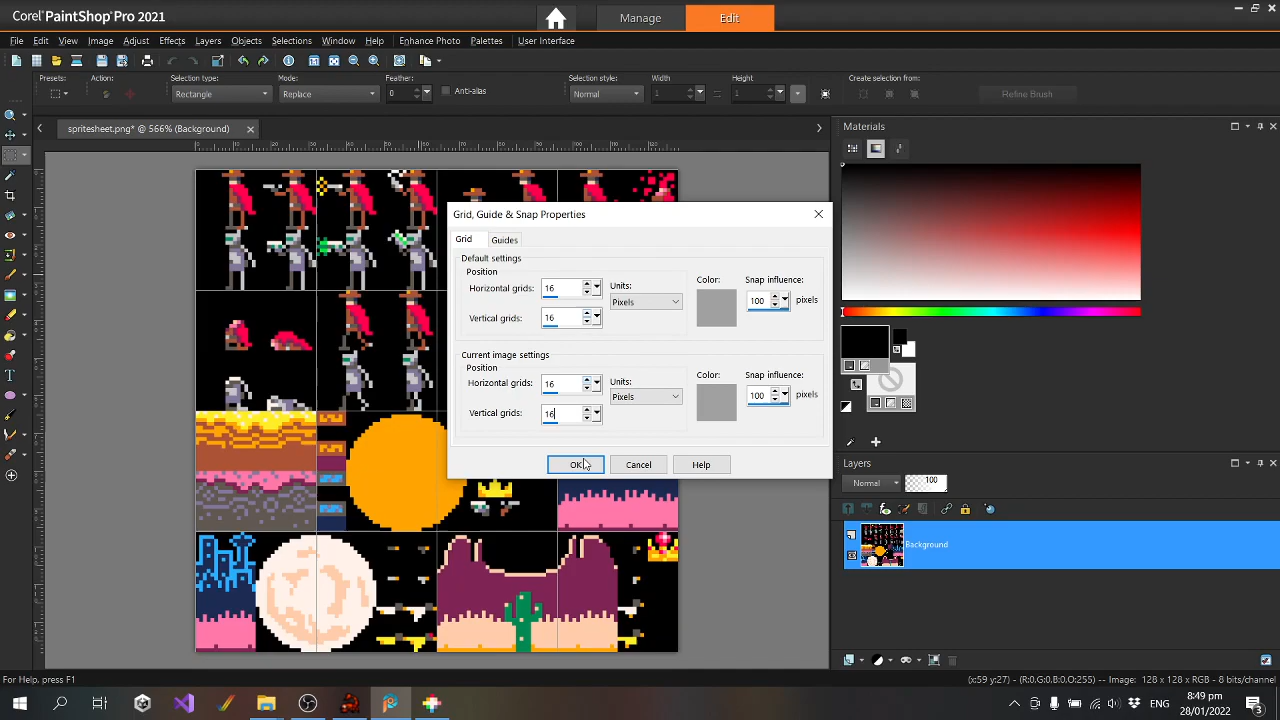 Corel PaintShop Pro 2021
Manage
Edit
File Edit View Image Adjust Effects Layers Objects Selections Window Help Enhance Photo Palettes User Interface
Presets: Action: Selection type: Mode: Feather: Selection style: Width Height Create selection from:
Rectangle Replace 0 Anti-alias Normal 1 1 Refine Brush
spritesheet.png* @ 566% (Background)
Materials
Grid, Guide & Snap Properties
Grid Guides
Default settings
Position
Horizontal grids: 16
Units:
Pixels
Color:
Snap influence:
100 pixels
Vertical grids: 16
Current image settings
Position
Horizontal grids: 16
Units:
Pixels
Color:
Snap influence:
100 pixels
Vertical grids: 16
OK Cancel Help
Layers
Normal 100
Background
For Help, press F1
(x:59 y:27) - (R:0,G:0,B:0,O:255) -- Image: 128 x 128 x RGB - 8 bits/channel
ENG
8:49 pm
28/01/2022
3